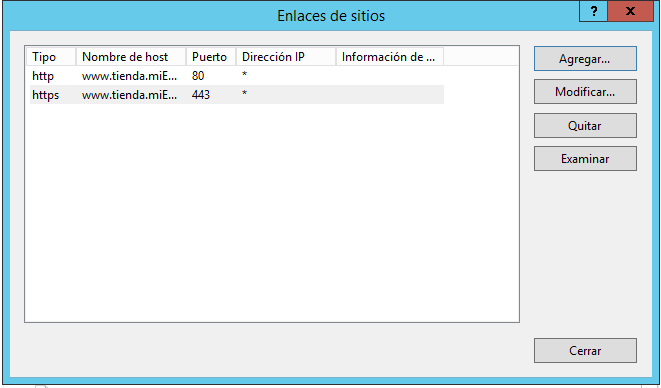 Enlaces de sitios
? x
Tipo Nombre de host Puerto Dirección IP Información de ...
http www.tienda.miE... 80 *
https www.tienda.miE... 443 *
Agregar...
Modificar...
Quitar
Examinar
Cerrar